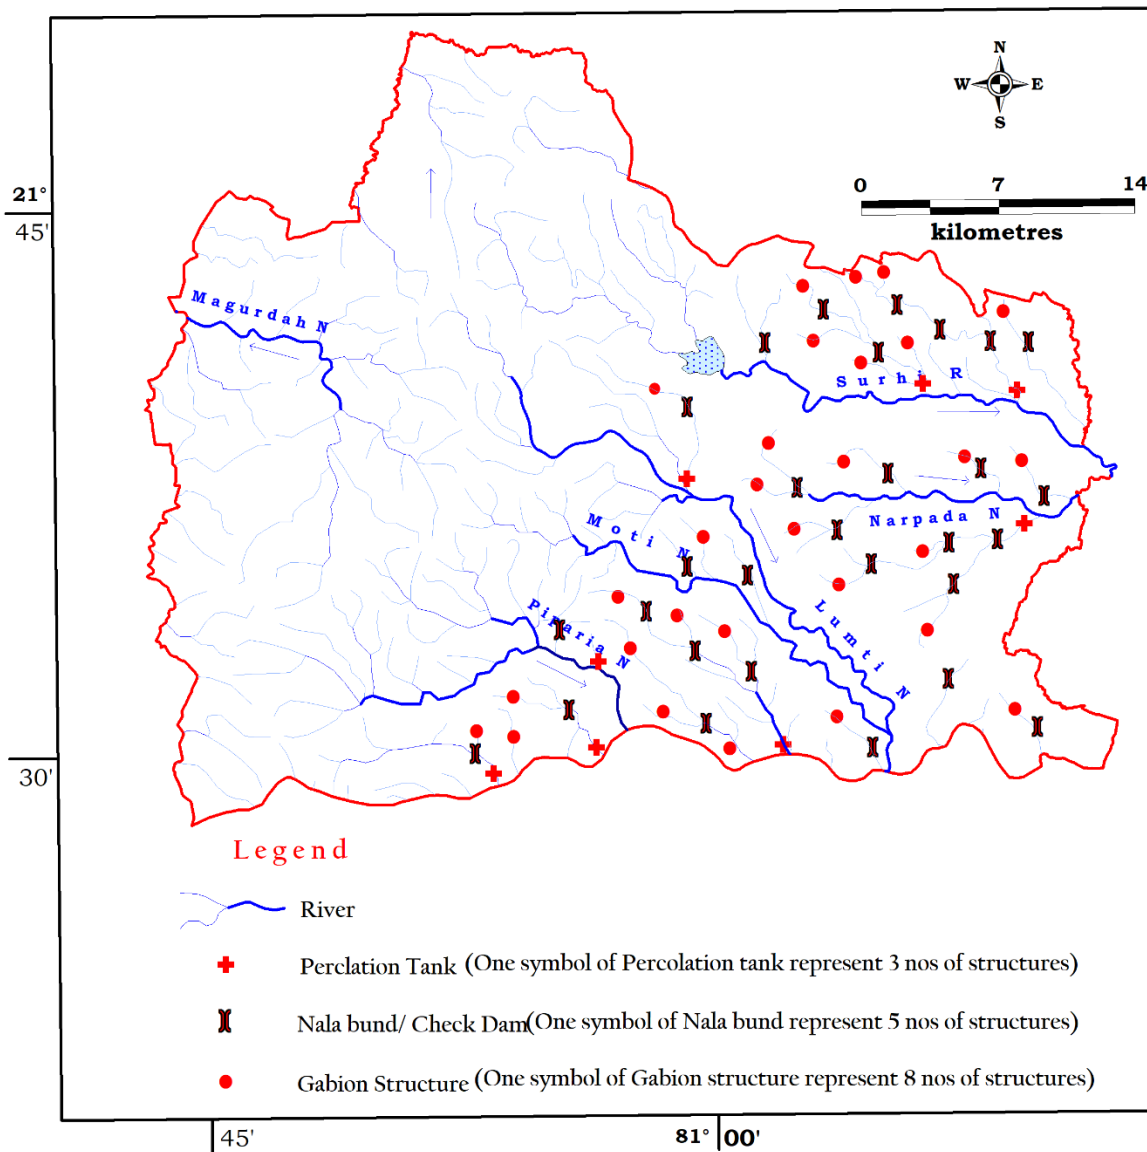 N
W E
S
0 7 14
kilometres
21°
45'
Magurdah N
Surhi R
Narpada N
Moti N
Piparia N
Lumti N
30'
Legend
River
Perclation Tank (One symbol of Percolation tank represent 3 nos of structures)
Nala bund/ Check Dam(One symbol of Nala bund represent 5 nos of structures)
Gabion Structure (One symbol of Gabion structure represent 8 nos of structures)
45' 81° 00'